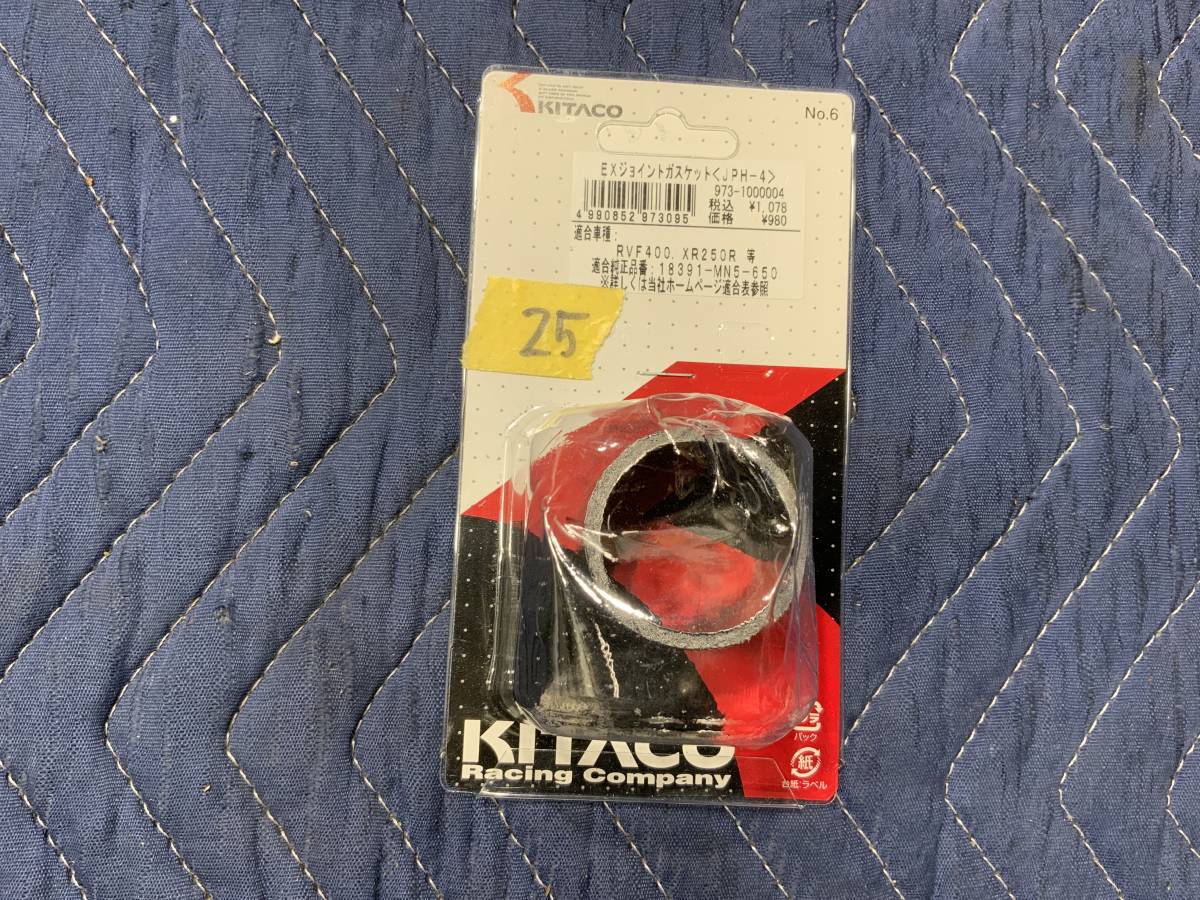 KITACO
No.6
EXジョイントガスケット<JPH-4>
973-1000004
税込 ¥1,078
4 990852 973095 価格 ¥980
適合車種:
RVF400, XR250R 等
適合純正品番:18391-MN5-650
※詳しくは当社ホームページ適合表参照
25
KITACO
Racing Company
プラ
パック
紙
台紙:ラベル